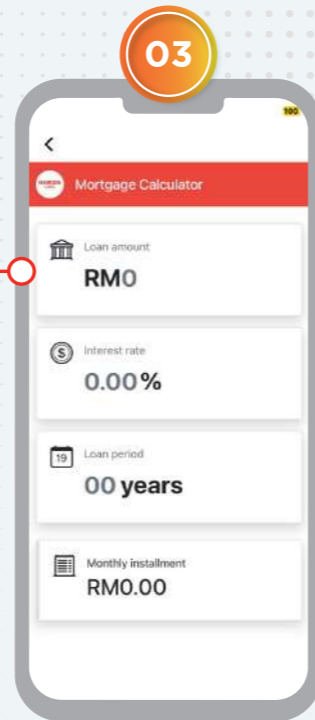 03
100
Mortgage Calculator
Loan amount
RM0
Interest rate
0.00%
19
Loan period
00 years
Monthly installment
RM0.00